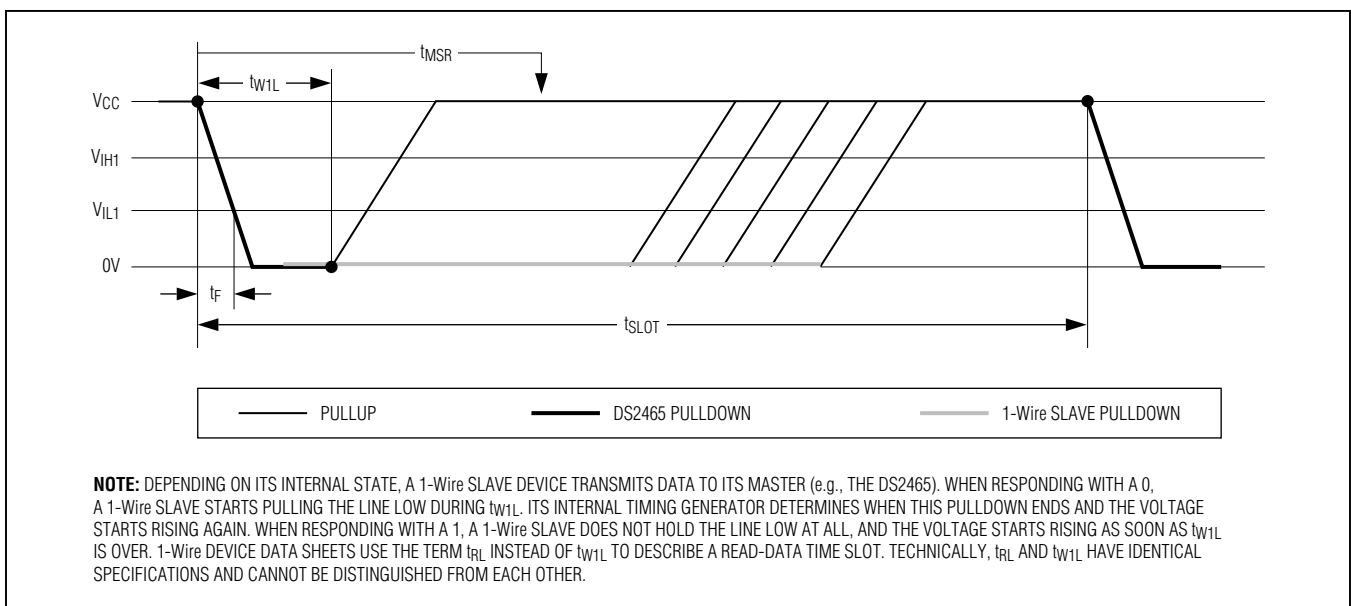 tMSR
tW1L
VCC
VIH1
VIL1
0V
tF
tSLOT
PULLUP DS2465 PULLDOWN 1-Wire SLAVE PULLDOWN
NOTE: DEPENDING ON ITS INTERNAL STATE, A 1-Wire SLAVE DEVICE TRANSMITS DATA TO ITS MASTER (e.g., THE DS2465). WHEN RESPONDING WITH A 0,
A 1-Wire SLAVE STARTS PULLING THE LINE LOW DURING tW1L. ITS INTERNAL TIMING GENERATOR DETERMINES WHEN THIS PULLDOWN ENDS AND THE VOLTAGE
STARTS RISING AGAIN. WHEN RESPONDING WITH A 1, A 1-Wire SLAVE DOES NOT HOLD THE LINE LOW AT ALL, AND THE VOLTAGE STARTS RISING AS SOON AS tW1L
IS OVER. 1-Wire DEVICE DATA SHEETS USE THE TERM tRL INSTEAD OF tW1L TO DESCRIBE A READ-DATA TIME SLOT. TECHNICALLY, tRL AND tW1L HAVE IDENTICAL
SPECIFICATIONS AND CANNOT BE DISTINGUISHED FROM EACH OTHER.